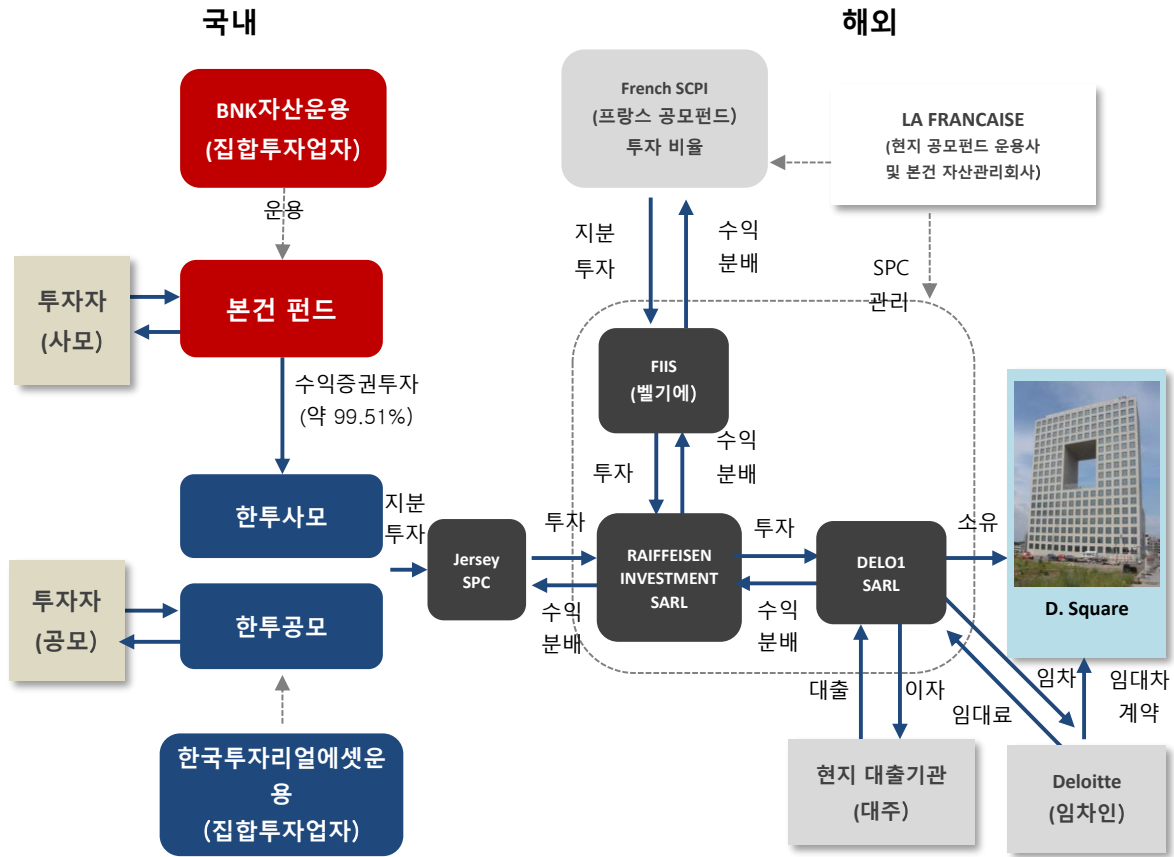 국내
해외
BNK자산운용
(집합투자업자)
French SCPI
(프랑스 공모펀드)
투자 비율
LA FRANCAISE
(현지 공모펀드 운용사
및 본건 자산관리회사)
운용
지분
투자
수익
분배
SPC
관리
투자자
(사모)
본건 펀드
수익증권투자
(약 99.51%)
FIIS
(벨기에)
투자
수익
분배
한투사모
지분
투자
Jersey
SPC
투자
수익
분배
RAIFFEISEN
INVESTMENT
SARL
투자
수익
분배
DELO1
SARL
소유
D. Square
투자자
(공모)
한투공모
대출
이자
임대료
임차
임대차
계약
한국투자리얼에셋운
용
(집합투자업자)
현지 대출기관
(대주)
Deloitte
(임차인)